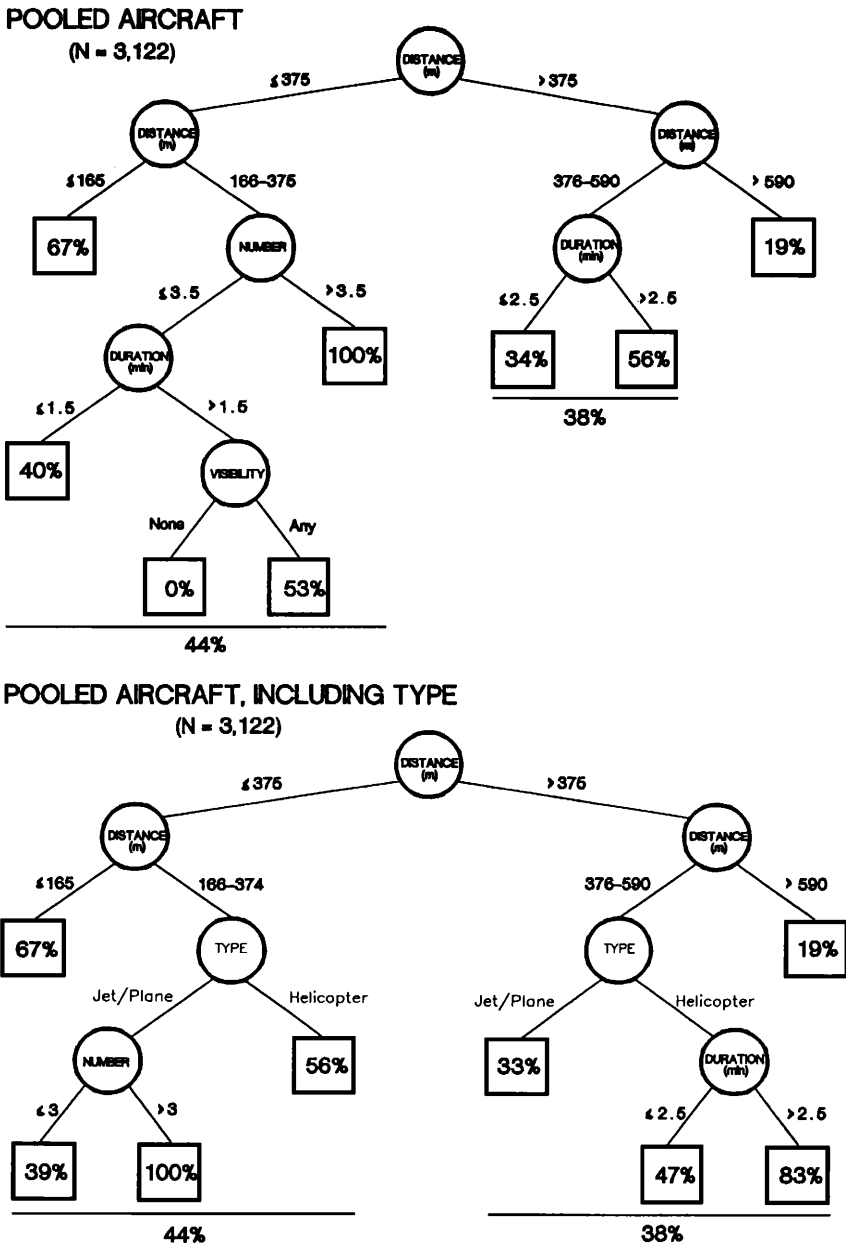 POOLED AIRCRAFT
(N = 3,122)
DISTANCE
(m)
≤375
>375
DISTANCE
(m)
DISTANCE
(m)
≤165
166–375
376–590
>590
67%
NUMBER
DURATION
(min)
19%
≤3.5
>3.5
≤2.5
>2.5
DURATION
(min)
100%
34%
56%
38%
≤1.5
>1.5
40%
VISIBILITY
None
Any
0%
53%
44%
POOLED AIRCRAFT, INCLUDING TYPE
(N = 3,122)
DISTANCE
(m)
≤375
>375
DISTANCE
(m)
DISTANCE
(m)
≤165
166–374
376–590
>590
67%
TYPE
TYPE
19%
Jet/Plane
Helicopter
Jet/Plane
Helicopter
NUMBER
56%
33%
DURATION
(min)
≤3
>3
≤2.5
>2.5
39%
100%
47%
83%
44%
38%